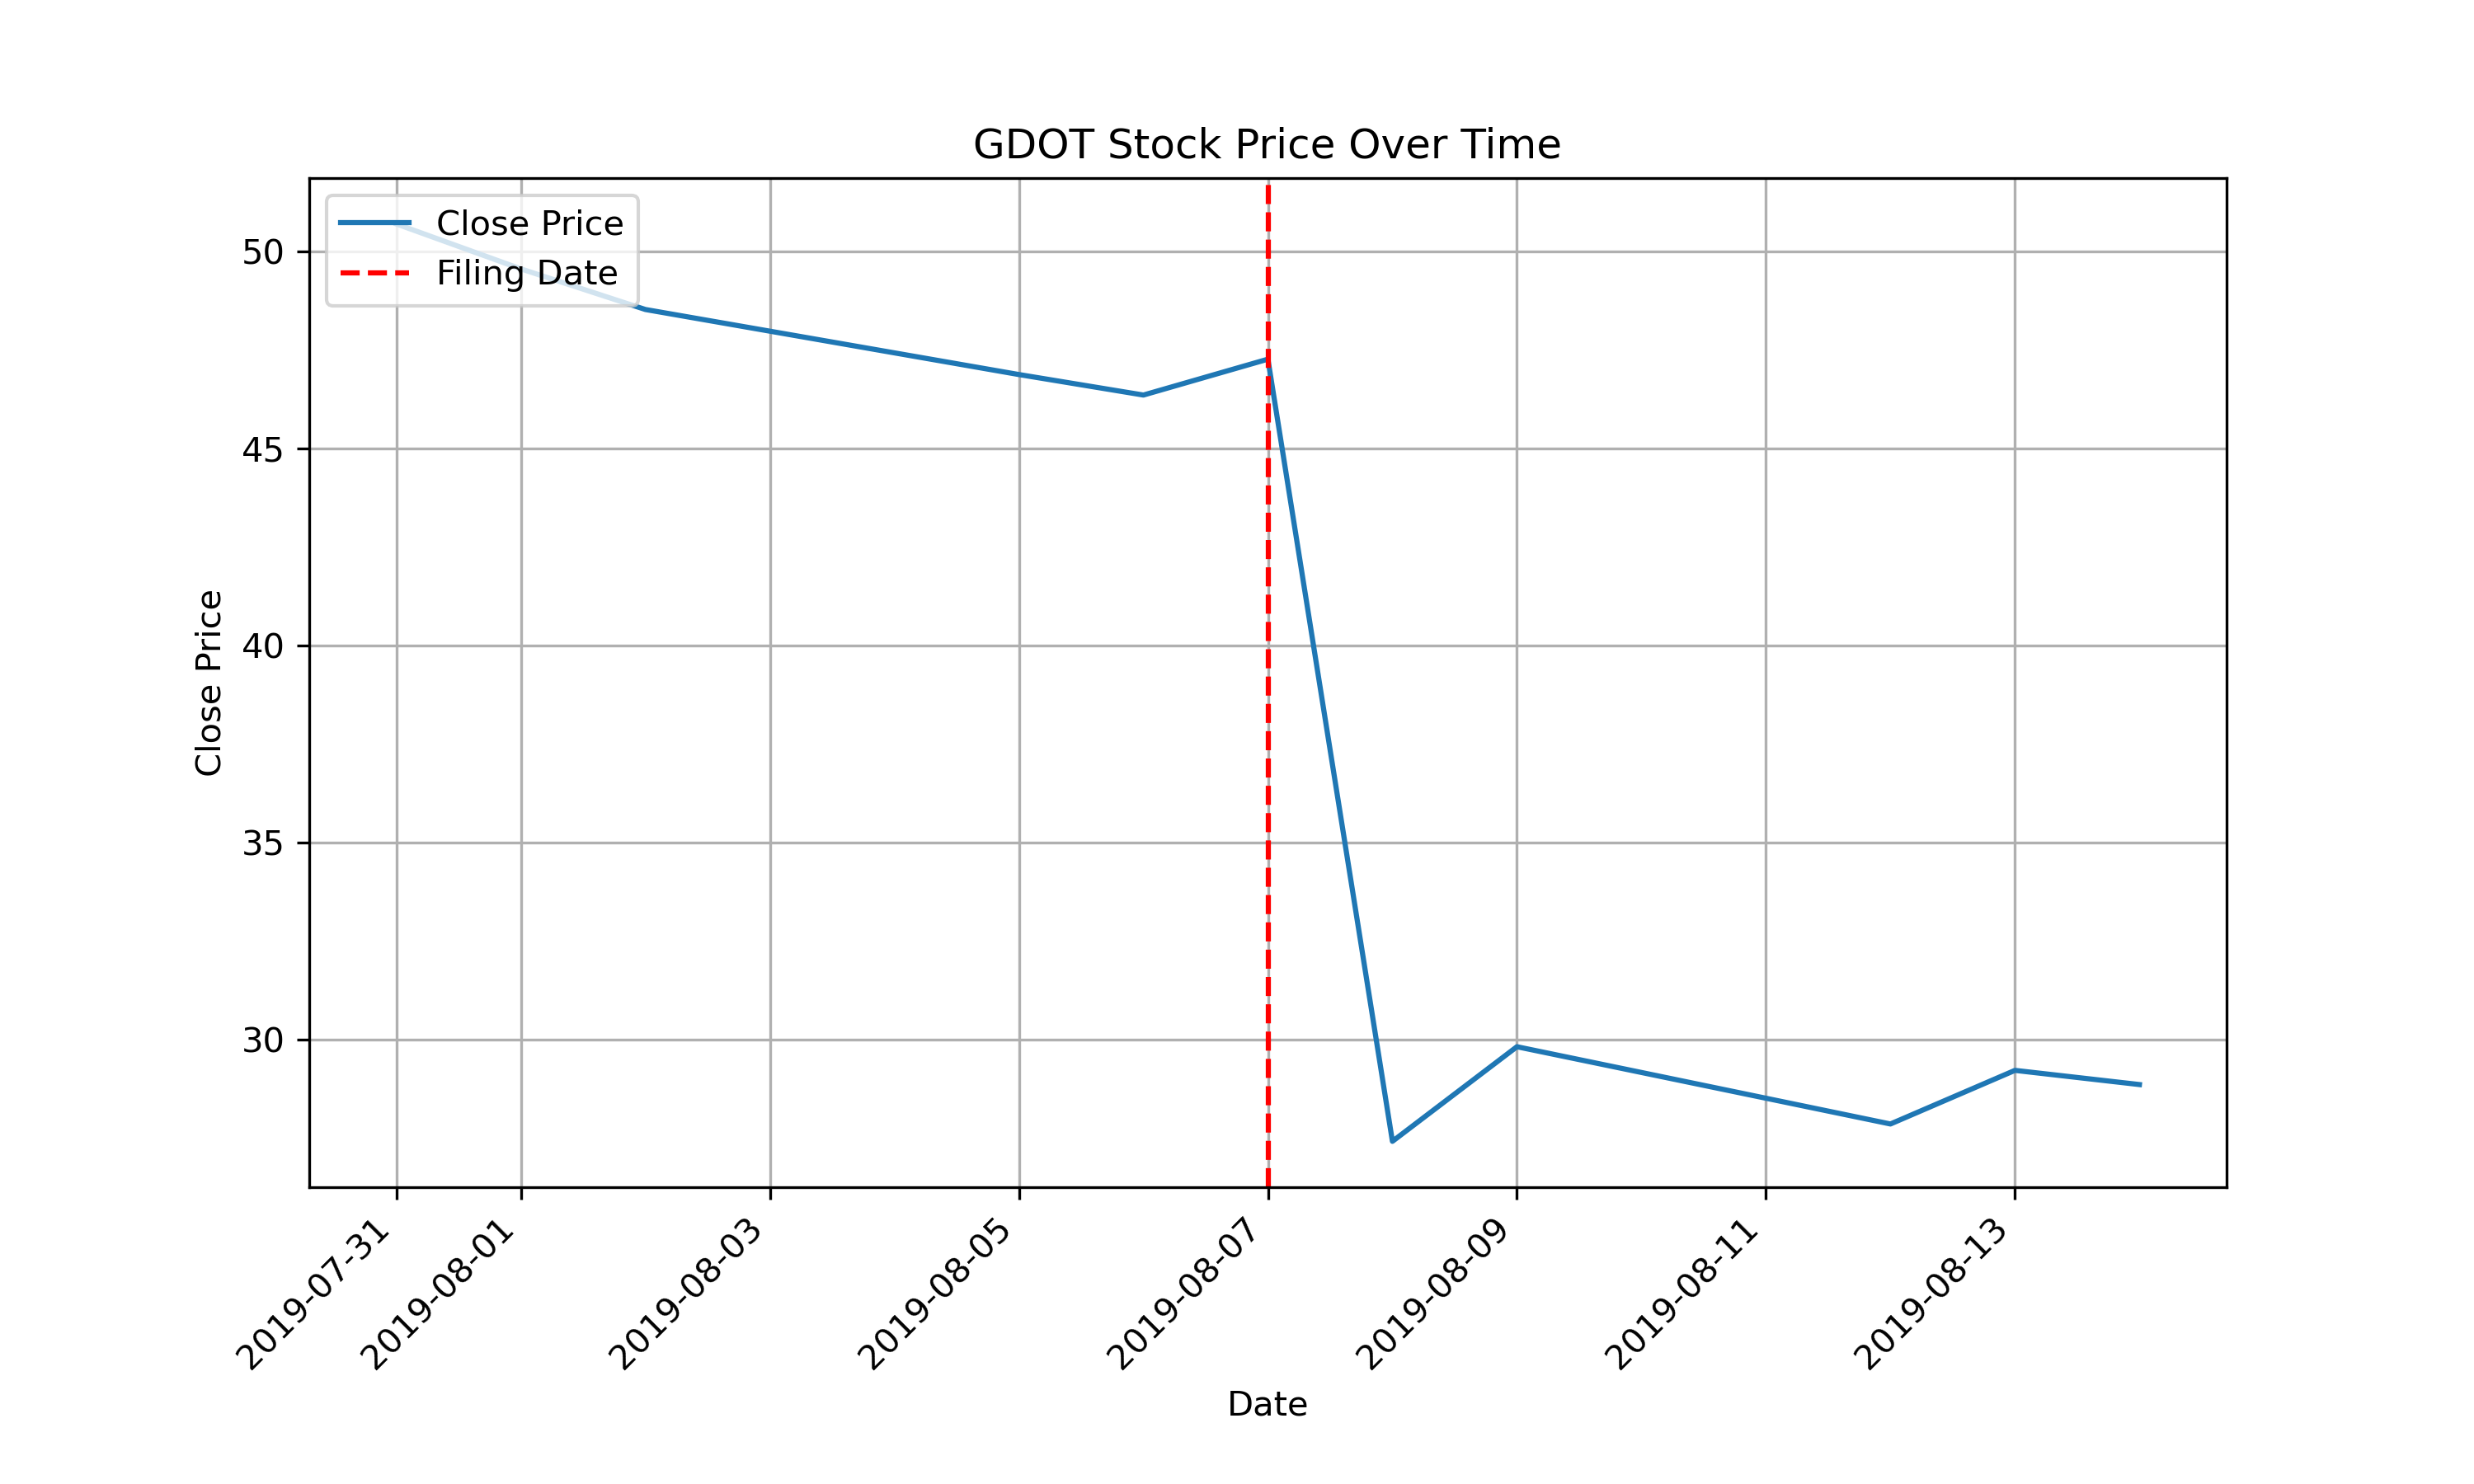 GDOT Stock Price Over Time
Close Price
Filing Date
50
45
40
35
30
Close Price
2019-07-31
2019-08-01
2019-08-03
2019-08-05
2019-08-07
2019-08-09
2019-08-11
2019-08-13
Date